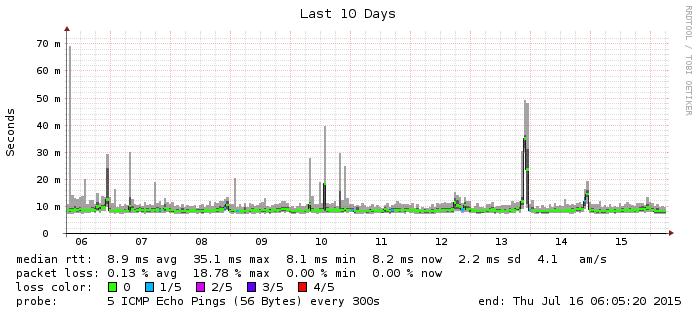 Last 10 Days
RRDTOOL / TOBI OETIKER
Seconds
70 m
60 m
50 m
40 m
30 m
20 m
10 m
0
06 07 08 09 10 11 12 13 14 15
median rtt: 8.9 ms avg 35.1 ms max 8.1 ms min 8.2 ms now 2.2 ms sd 4.1 am/s
packet loss: 0.13 % avg 18.78 % max 0.00 % min 0.00 % now
loss color: 0 1/5 2/5 3/5 4/5
probe: 5 ICMP Echo Pings (56 Bytes) every 300s end: Thu Jul 16 06:05:20 2015